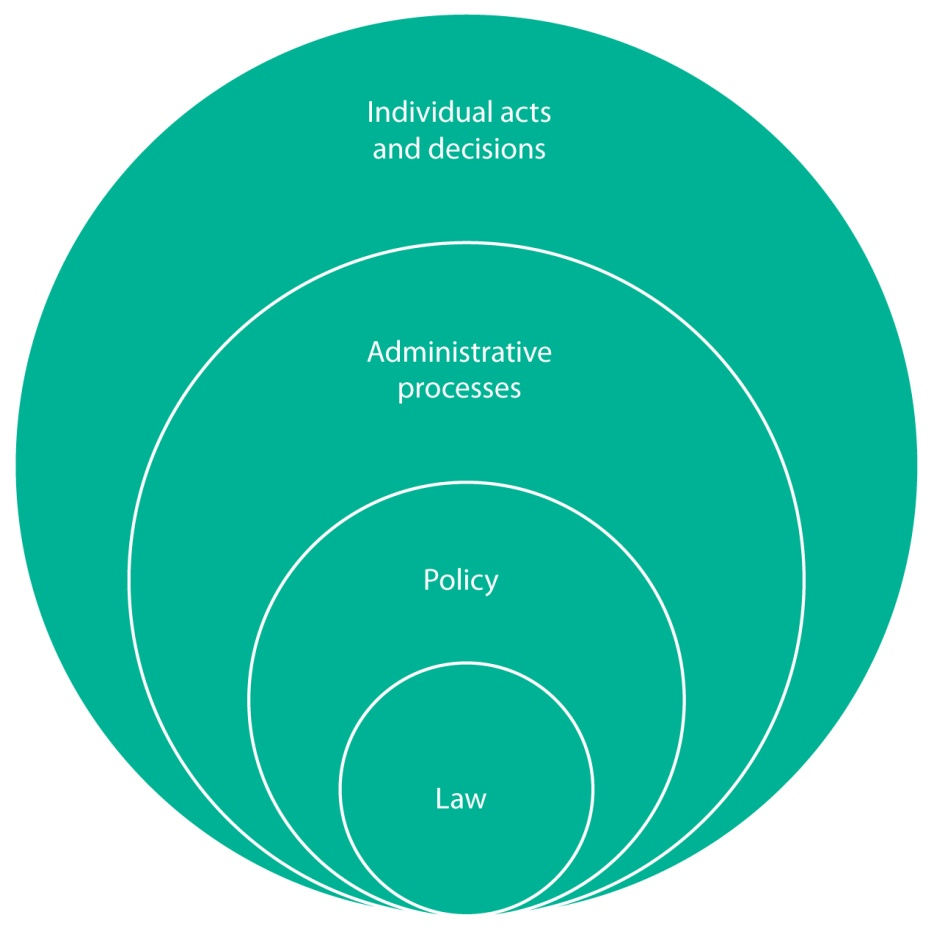 Individual acts
and decisions
Administrative
processes
Policy
Law